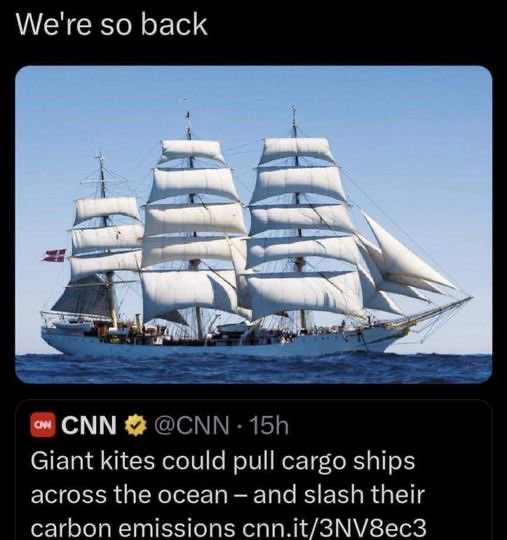 We're so back
CNN CNN @CNN · 15h
Giant kites could pull cargo ships
across the ocean – and slash their
carbon emissions cnn.it/3NV8ec3